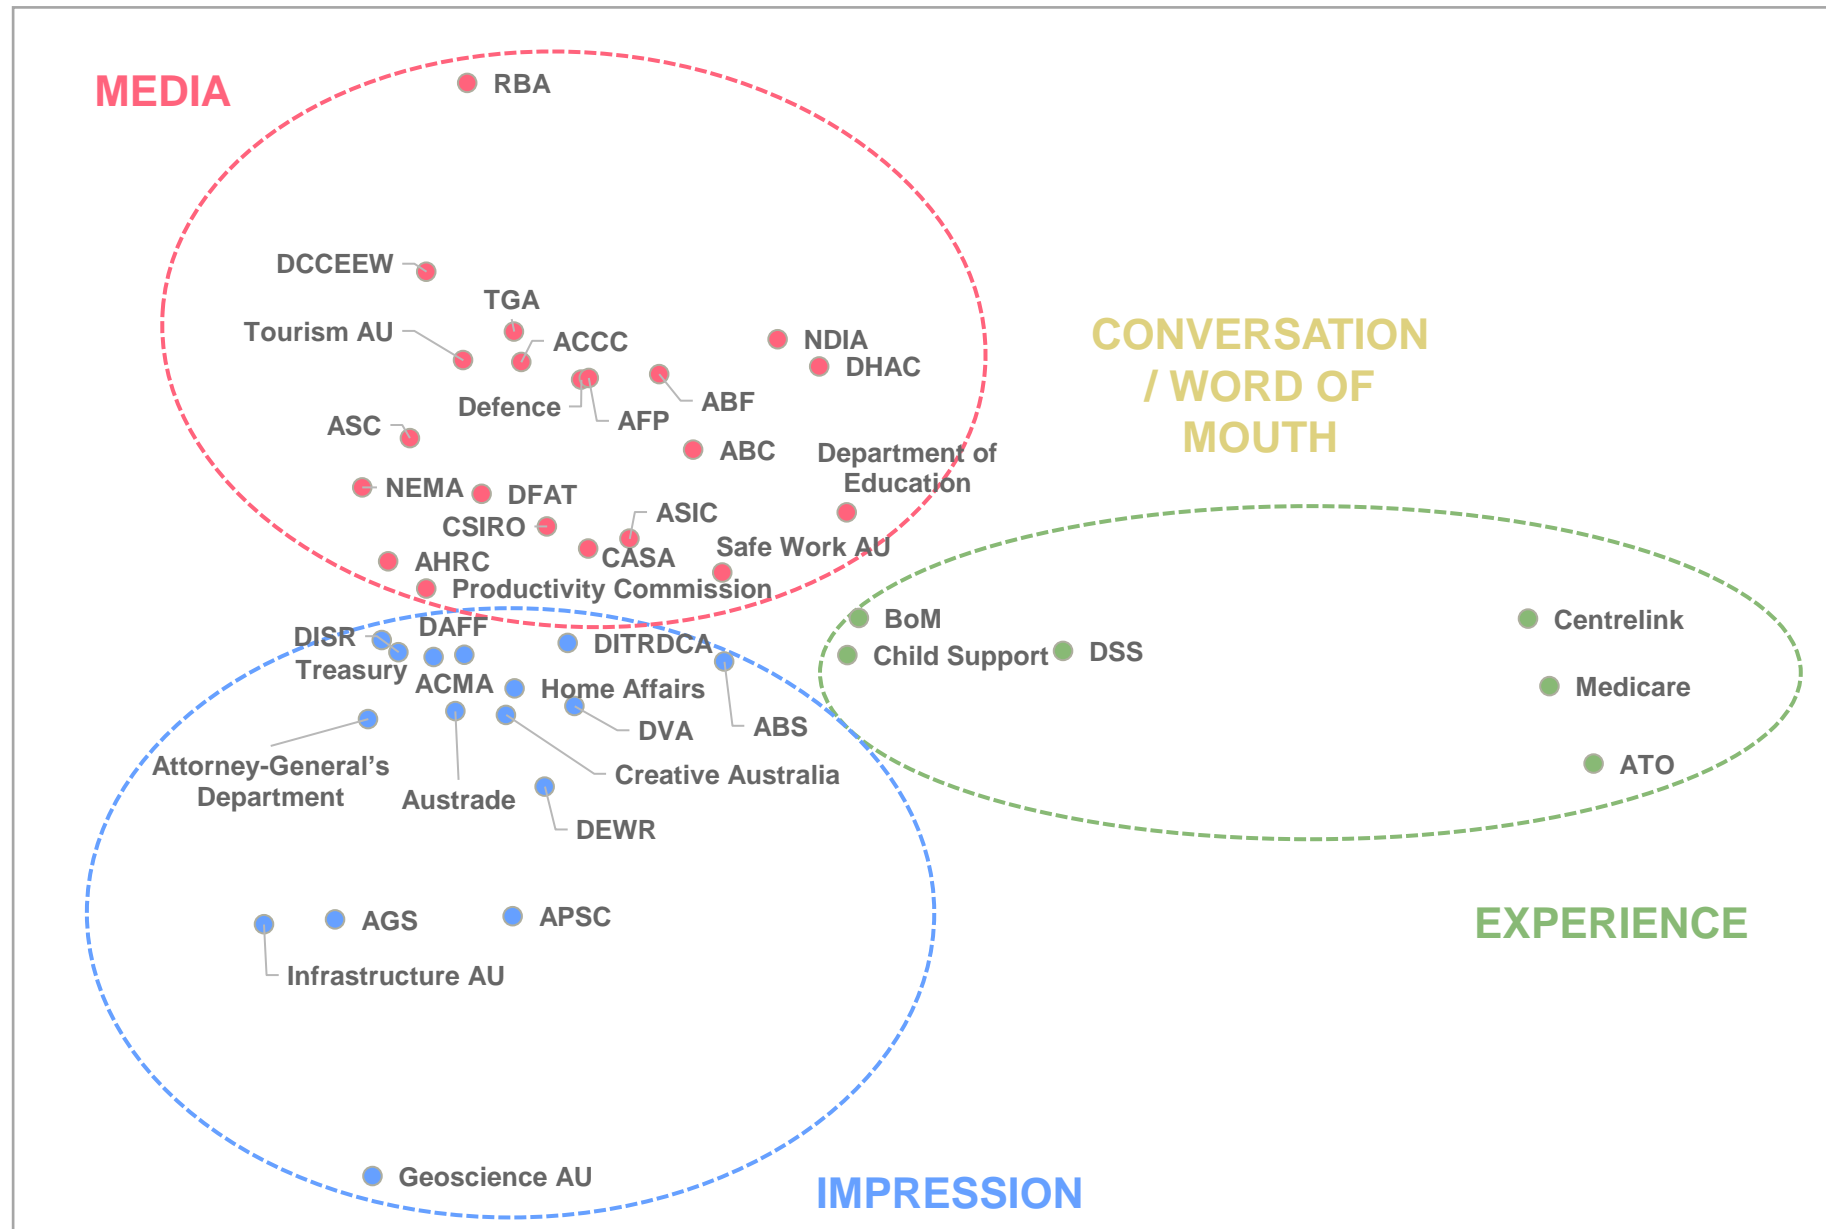 MEDIA
RBA
DCCEEW
TGA
Tourism AU
ACCC
NDIA
DHAC
CONVERSATION
/ WORD OF
MOUTH
Defence
AFP
ABF
ASC
ABC
Department of
Education
NEMA
DFAT
CSIRO
ASIC
CASA
Safe Work AU
AHRC
Productivity Commission
DISR
DAFF
DITRDCA
BoM
Centrelink
Treasury
ACMA
Home Affairs
Child Support
DSS
Medicare
DVA
ABS
Attorney-General’s
Department
Austrade
Creative Australia
ATO
DEWR
AGS
APSC
EXPERIENCE
Infrastructure AU
Geoscience AU
IMPRESSION